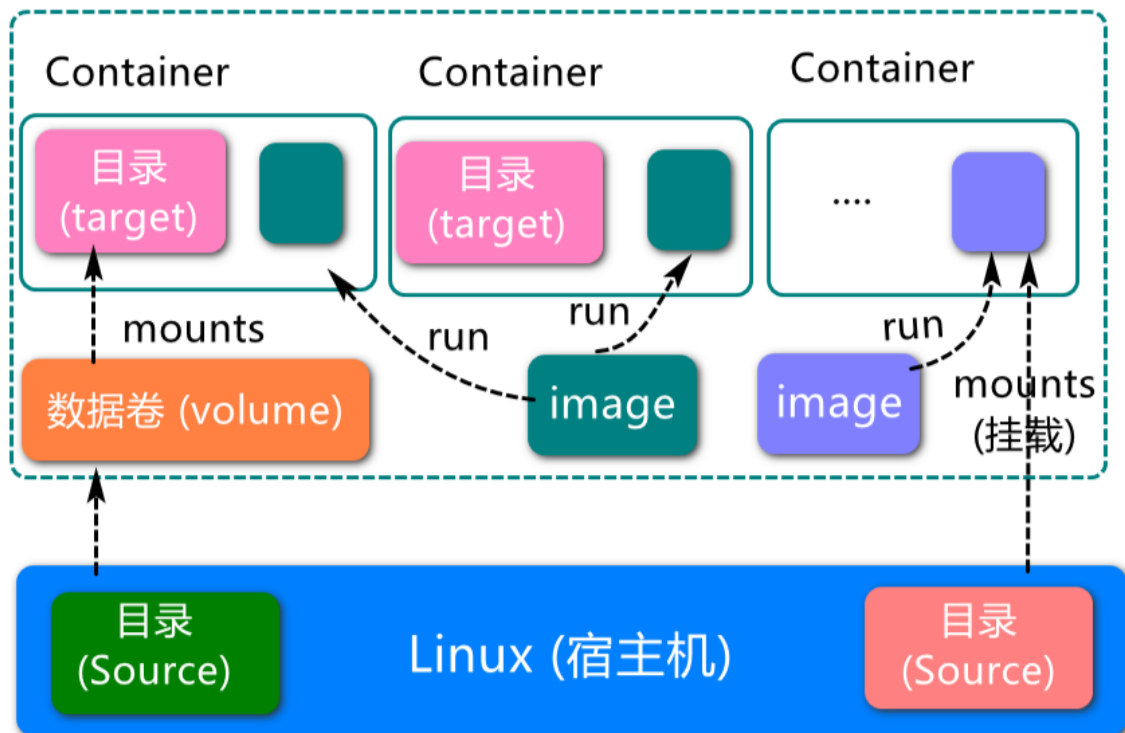 Container
Container
Container
目录
(target)
目录
(target)
....
mounts
run
run
run
mounts
(挂载)
数据卷 (volume)
image
image
目录
(Source)
Linux (宿主机)
目录
(Source)